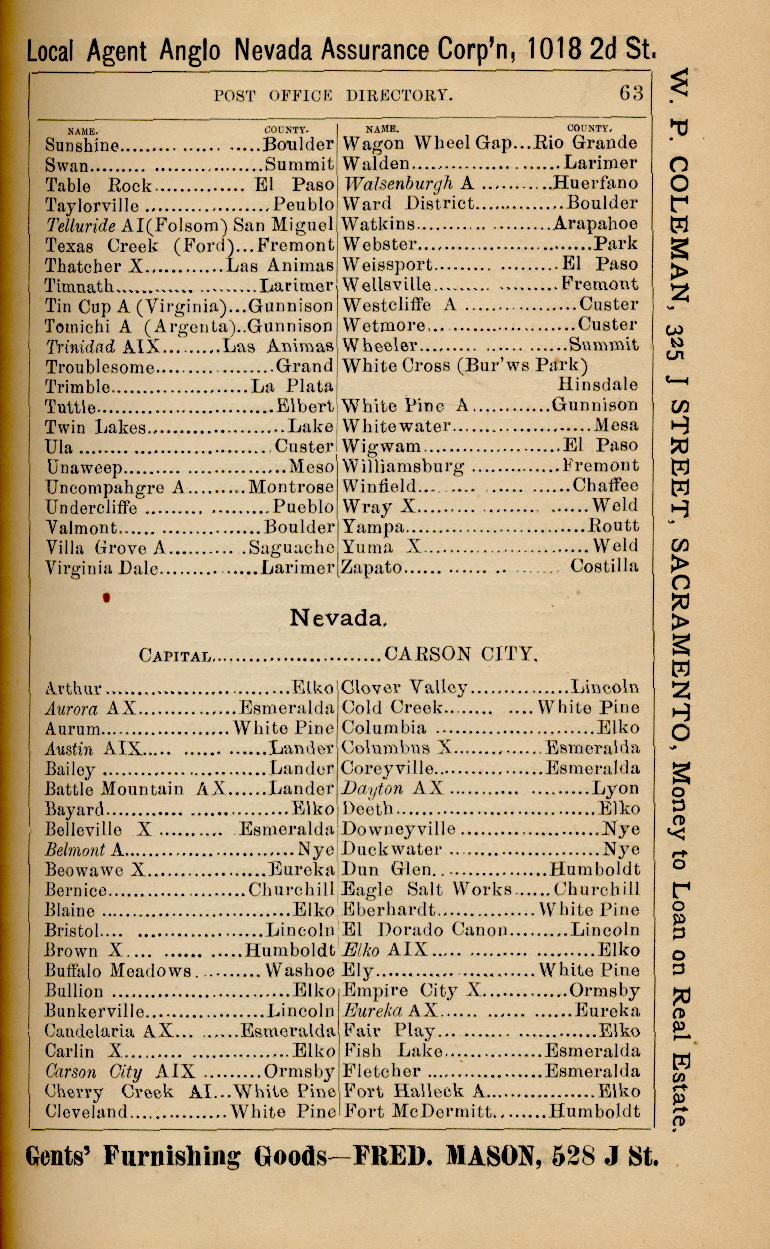 Local Agent Anglo Nevada Assurance Corp'n, 1018 2d St.
POST OFFICE DIRECTORY. 63
NAME. COUNTY.
Sunshine.....................Boulder
Swan.....................Summit
Table Rock............. El Paso
Taylorville ...................Peublo
Telluride AI(Folsom) San Miguel
Texas Creek (Ford)...Fremont
Thatcher X............Las Animas
Timnath.....................Larimer
Tin Cup A (Virginia)...Gunnison
Tomichi A (Argenta)..Gunnison
Trinidad AIX.........Las Animas
Troublesome.................Grand
Trimble.................La Plata
Tuttle..........................Elbert
Twin Lakes....................Lake
Ula ............................Custer
Unaweep.......................Meso
Uncompahgre A.........Montrose
Undercliffe ..................Pueblo
Valmont.....................Boulder
Villa Grove A...........Saguache
Virginia Dale.............Larimer
NAME. COUNTY.
Wagon Wheel Gap...Rio Grande
Walden.....................Larimer
Walsenburgh A ..........Huerfano
Ward District.............Boulder
Watkins....................Arapahoe
Webster..........................Park
Weissport.................El Paso
Wellsville..................Fremont
Westcliffe A ................Custer
Wetmore.....................Custer
Wheeler.....................Summit
White Cross (Bur'ws Park)
Hinsdale
White Pine A...........Gunnison
Whitewater.....................Mesa
Wigwam....................El Paso
Williamsburg .............Fremont
Winfield.....................Chaffee
Wray X........................Weld
Yampa..........................Routt
Yuma X........................Weld
Zapato.................... Costilla
Nevada.
CAPITAL........................CARSON CITY.
Arthur..........................Elko
Aurora AX..............Esmeralda
Aurum...................White Pine
Austin AIX..................Lander
Bailey .......................Lander
Battle Mountain AX......Lander
Bayard..........................Elko
Belleville X .......... Esmeralda
Belmont A........................Nye
Beowawe X..................Eureka
Bernice....................Churchill
Blaine ...........................Elko
Bristol.......................Lincoln
Brown X..................Humboldt
Buffalo Meadows.......... Washoe
Bullion ..........................Elko
Bunkerville..................Lincoln
Candelaria AX.........Esmeralda
Carlin X........................Elko
Carson City AIX .........Ormsby
Cherry Creek AI...White Pine
Cleveland...............White Pine
Clover Valley...............Lincoln
Cold Creek............White Pine
Columbia .......................Elko
Columbus X.............Esmeralda
Coreyville................Esmeralda
Dayton AX .....................Lyon
Deeth............................Elko
Downeyville.....................Nye
Duckwater ......................Nye
Dun Glen.................Humboldt
Eagle Salt Works......Churchill
Eberhardt..............White Pine
El Dorado Canon.........Lincoln
Elko AIX........................Elko
Ely........................White Pine
Empire City X............Ormsby
Eureka AX..................Eureka
Fair Play........................Elko
Fish Lake................Esmeralda
Fletcher ..................Esmeralda
Fort Halleck A.................Elko
Fort McDermitt........Humboldt
W. P. COLEMAN, 325 J STREET, SACRAMENTO, Money to Loan on Real Estate.
Gents' Furnishing Goods—FRED. MASON, 528 J St.